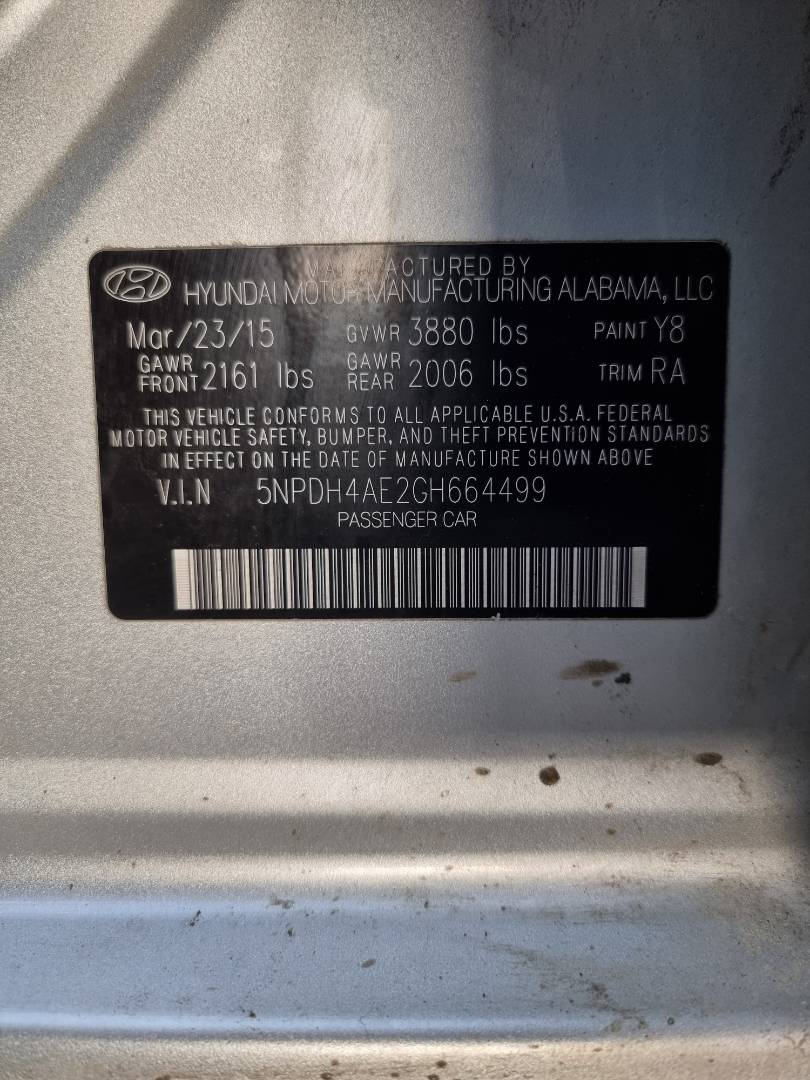 MANUFACTURED BY
HYUNDAI MOTOR MANUFACTURING ALABAMA, LLC
Mar/23/15 GVWR 3880 lbs PAINT Y8
GAWR FRONT 2161 lbs GAWR REAR 2006 lbs TRIM RA
THIS VEHICLE CONFORMS TO ALL APPLICABLE U.S.A. FEDERAL
MOTOR VEHICLE SAFETY, BUMPER, AND THEFT PREVENTION STANDARDS
IN EFFECT ON THE DATE OF MANUFACTURE SHOWN ABOVE
V.I.N 5NPDH4AE2GH664499
PASSENGER CAR